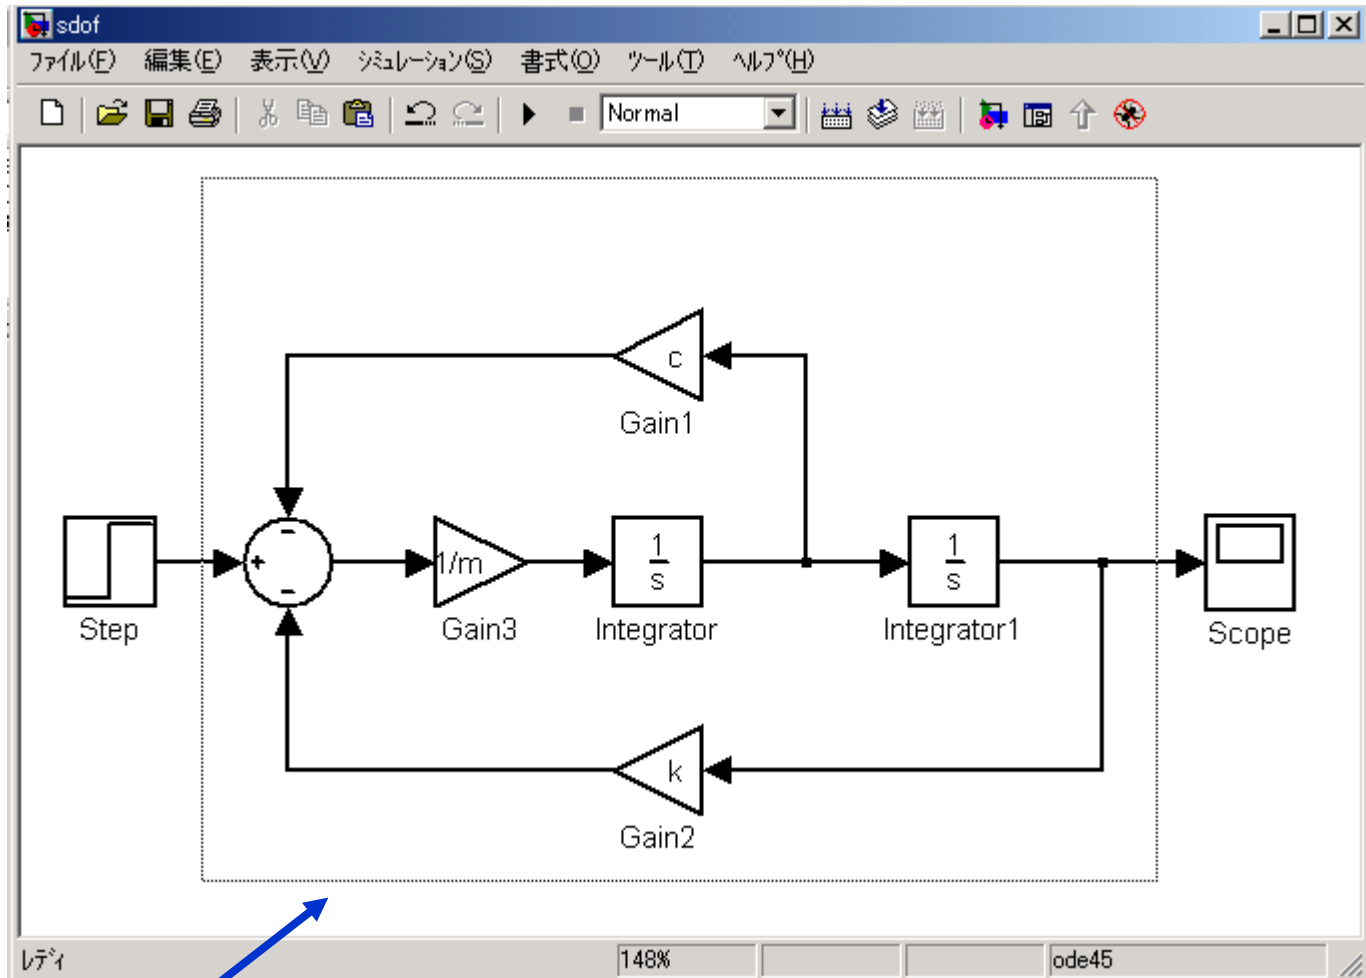 sdof
ﾌｧｲﾙ(F) 編集(E) 表示(V) ｼﾐｭﾚｰｼｮﾝ(S) 書式(O) ﾂｰﾙ(T) ﾍﾙﾌﾟ(H)
Normal
c
Gain1
Step
+ - -
1/m
Gain3
1/s
Integrator
1/s
Integrator1
Scope
k
Gain2
ﾚﾃﾞｨ 148% ode45